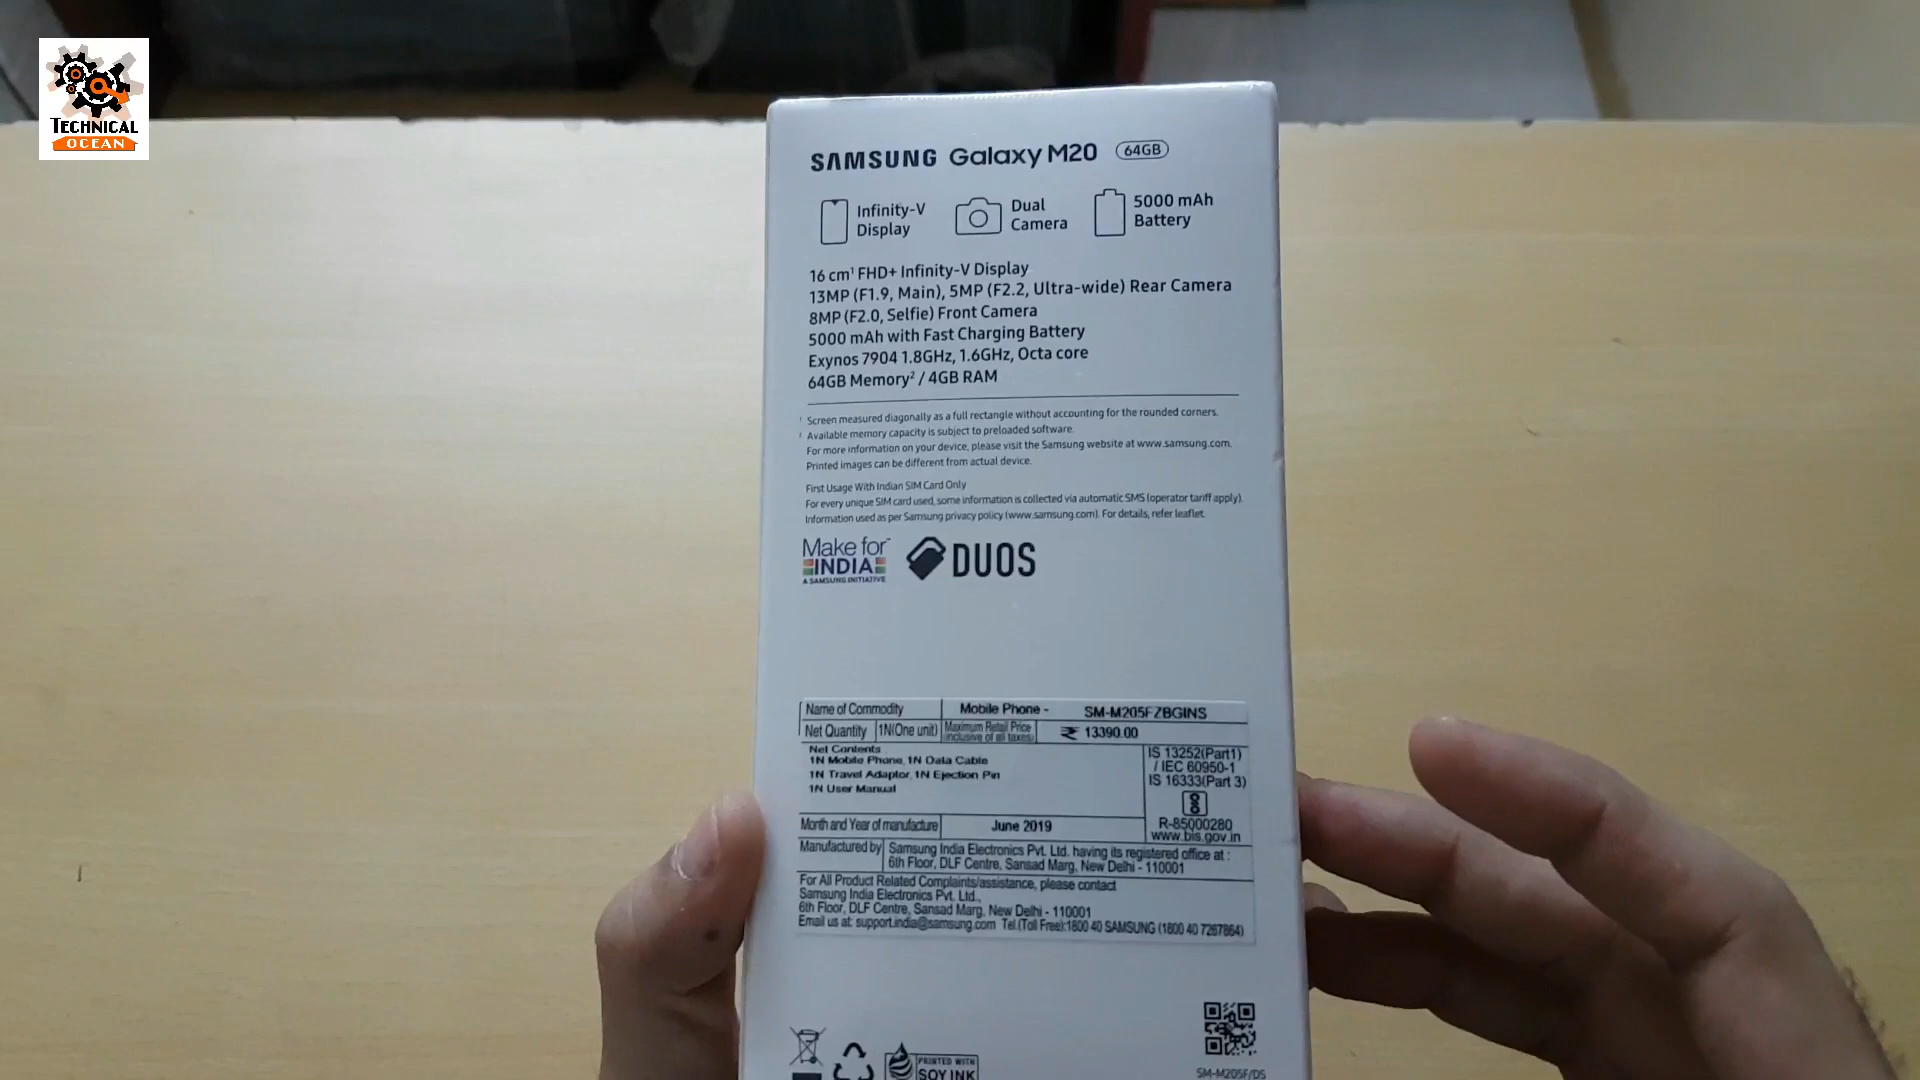 TECHNICAL
OCEAN
SAMSUNG Galaxy M20 64GB
Infinity-V
Display
Dual
Camera
5000 mAh
Battery
16 cm¹ FHD+ Infinity-V Display
13MP (F1.9, Main), 5MP (F2.2, Ultra-wide) Rear Camera
8MP (F2.0, Selfie) Front Camera
5000 mAh with Fast Charging Battery
Exynos 7904 1.8GHz, 1.6GHz, Octa core
64GB Memory² / 4GB RAM
¹ Screen measured diagonally as a full rectangle without accounting for the rounded corners.
² Available memory capacity is subject to preloaded software.
For more information on your device, please visit the Samsung website at www.samsung.com.
Printed images can be different from actual device.
First Usage With Indian SIM Card Only
For every unique SIM card used, some information is collected via automatic SMS (operator tariff apply).
Information used as per Samsung privacy policy (www.samsung.com). For details, refer leaflet.
Make for™
INDIA
A SAMSUNG INITIATIVE
DUOS
Name of Commodity Mobile Phone - SM-M205FZBGINS
Net Quantity 1N(One unit) Maximum Retail Price (inclusive of all taxes) ₹ 13390.00
Net Contents
1N Mobile Phone, 1N Data Cable
1N Travel Adaptor, 1N Ejection Pin
1N User Manual
IS 13252(Part1)
/ IEC 60950-1
IS 16333(Part 3)
R-85000280
www.bis.gov.in
Month and Year of manufacture June 2019
Manufactured by Samsung India Electronics Pvt. Ltd. having its registered office at :
6th Floor, DLF Centre, Sansad Marg, New Delhi - 110001
For All Product Related Complaints/assistance, please contact
Samsung India Electronics Pvt. Ltd.,
6th Floor, DLF Centre, Sansad Marg, New Delhi - 110001
Email us at: support.india@samsung.com Tel.(Toll Free):1800 40 SAMSUNG (1800 40 7267864)
PRINTED WITH
SOY INK
SM-M205F/DS